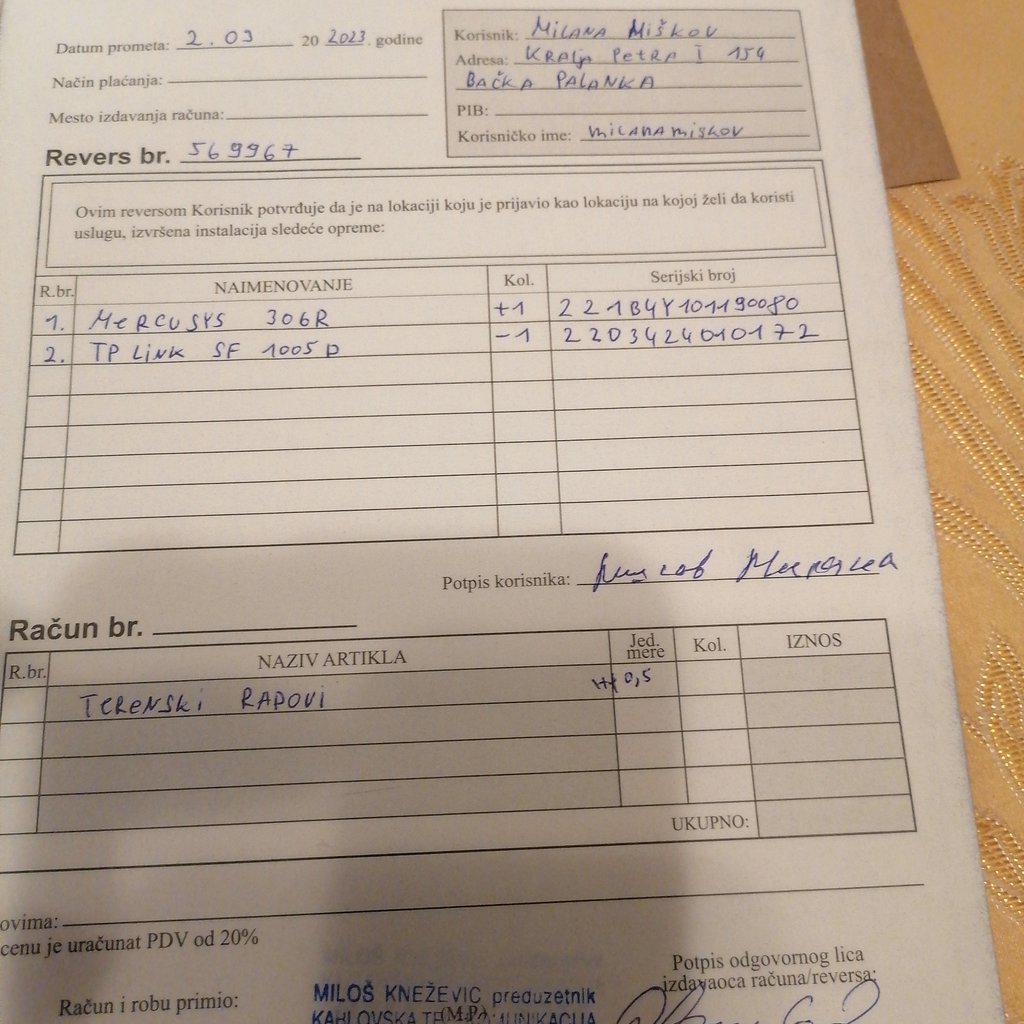 Datum prometa: 2.03 20 2023. godine
Način plaćanja:
Mesto izdavanja računa:
Korisnik: MILANA MIŠKOV
Adresa: KRALJA PETRA I 154
BAČKA PALANKA
PIB:
Korisničko ime: milanamiskov
Revers br. 569967
Ovim reversom Korisnik potvrđuje da je na lokaciji koju je prijavio kao lokaciju na kojoj želi da koristi
uslugu, izvršena instalacija sledeće opreme:
R.br. NAIMENOVANJE Kol. Serijski broj
1. MERCUSYS 306R +1 221B4Y101190080
2. TP LINK SF 1005D -1 2203424010172
Potpis korisnika: Мишков Милана
Račun br.
R.br. NAZIV ARTIKLA Jed. mere Kol. IZNOS
TERENSKI RADOVI 0,5
UKUPNO:
ovima:
cenu je uračunat PDV od 20%
Potpis odgovornog lica
izdavaoca računa/reversa:
Račun i robu primio:
MILOŠ KNEŽEVIĆ preduzetnik
(M.P.)